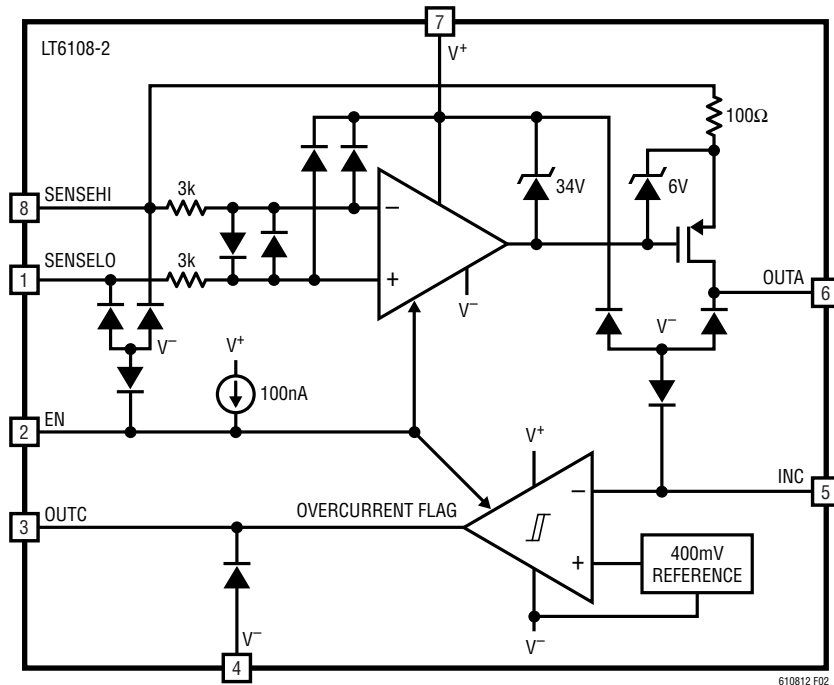 7
LT6108-2
V+
100Ω
34V
6V
3k
8
SENSEHI
−
3k
1
SENSELO
+
V−
OUTA
6
V−
V−
V+
100nA
2
EN
V+
INC
5
−
3
OUTC
OVERCURRENT FLAG
+
400mV
REFERENCE
V−
V−
4
610812 F02